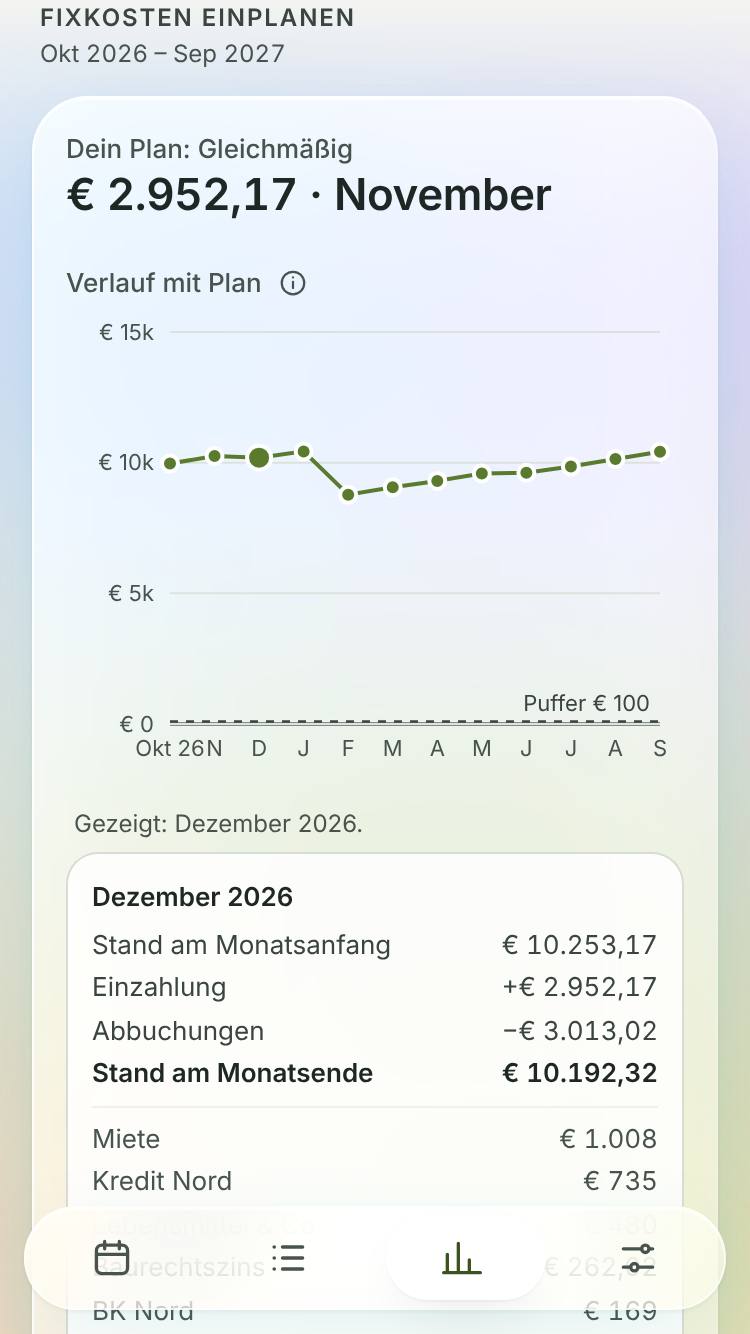 FIXKOSTEN EINPLANEN
Okt 2026 – Sep 2027
Dein Plan: Gleichmäßig
€ 2.952,17 · November
Verlauf mit Plan
€ 15k
€ 10k
€ 5k
Puffer € 100
€ 0
Okt 26 N D J F M A M J J A S
Gezeigt: Dezember 2026.
Dezember 2026
Stand am Monatsanfang € 10.253,17
Einzahlung +€ 2.952,17
Abbuchungen −€ 3.013,02
Stand am Monatsende € 10.192,32
Miete € 1.008
Kredit Nord € 735
€ 480
Baurechtszins € 262,
BK Nord € 169